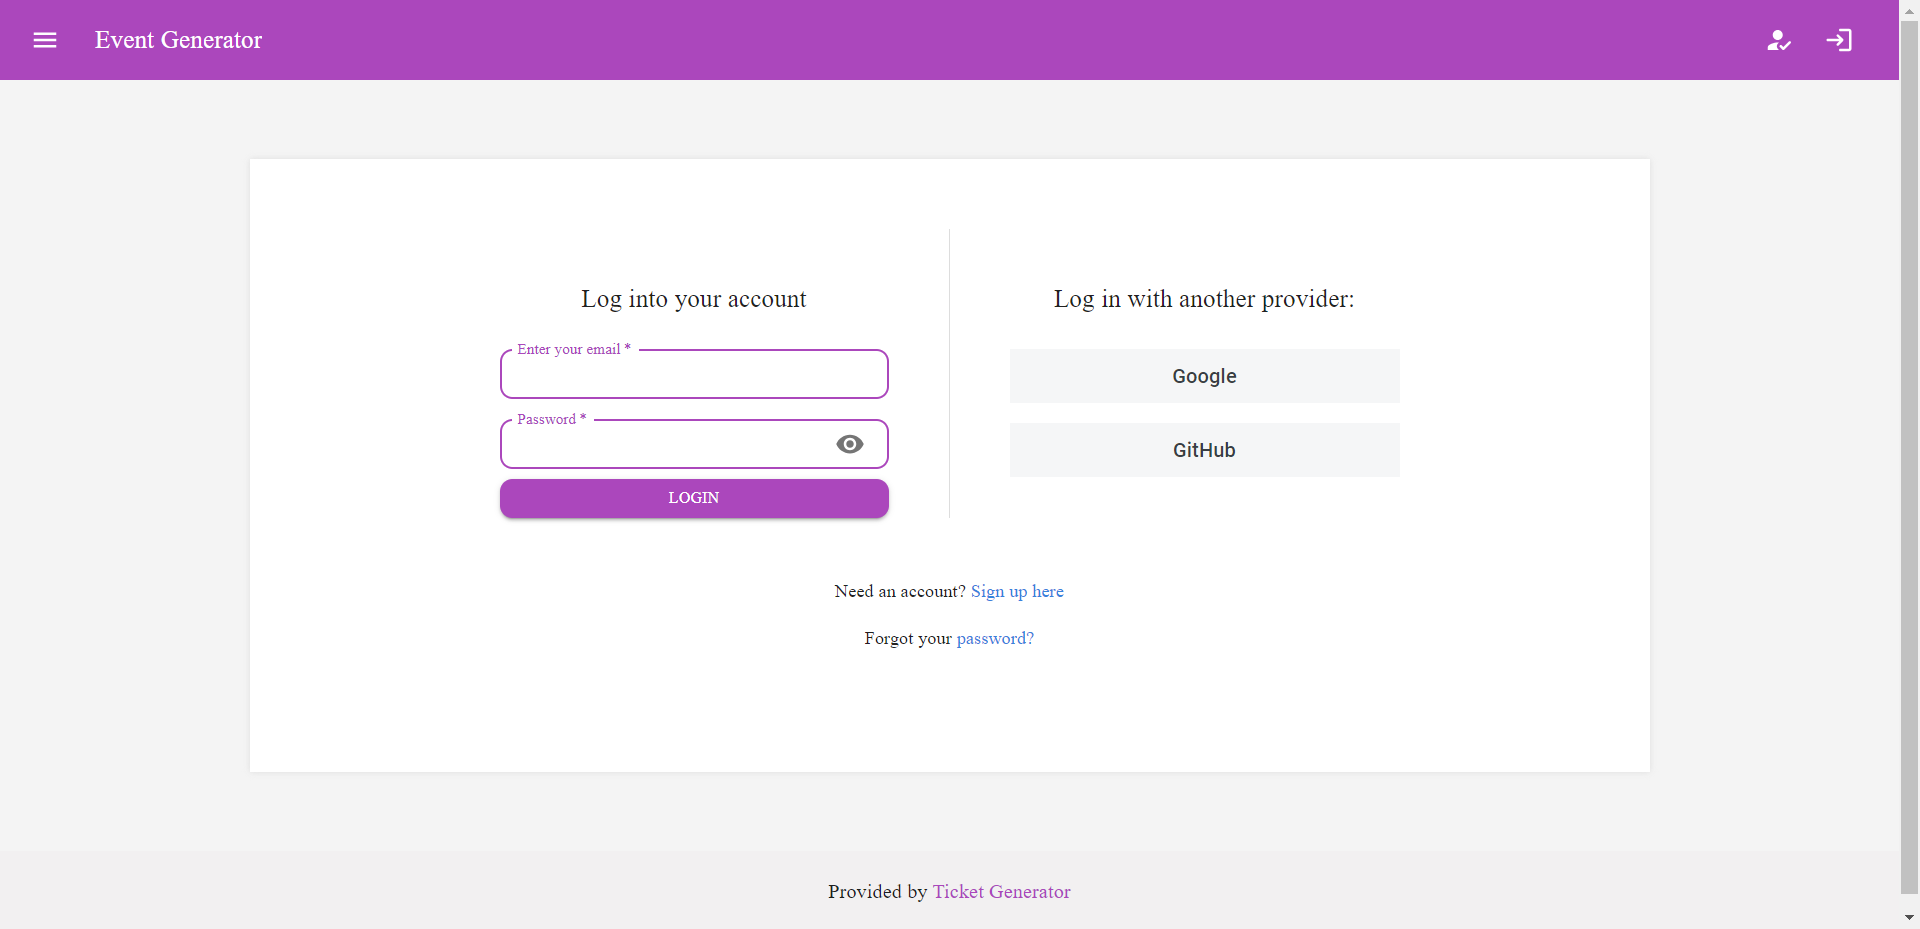 Event Generator
Log into your account
Enter your email *
Password *
LOGIN
Log in with another provider:
Google
GitHub
Need an account? Sign up here
Forgot your password?
Provided by Ticket Generator